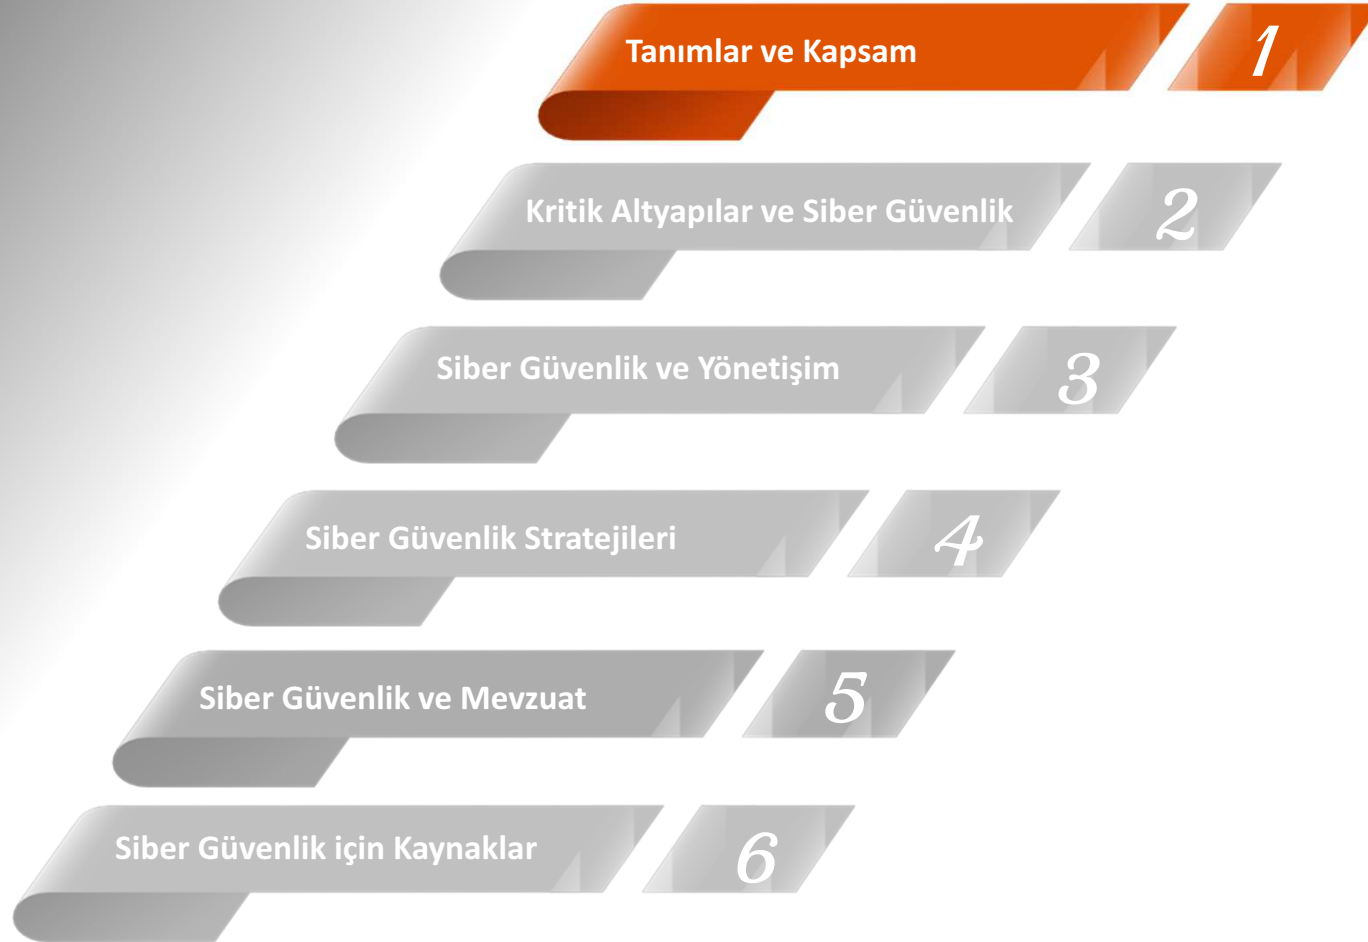 Tanımlar ve Kapsam 1
Kritik Altyapılar ve Siber Güvenlik 2
Siber Güvenlik ve Yönetişim 3
Siber Güvenlik Stratejileri 4
Siber Güvenlik ve Mevzuat 5
Siber Güvenlik için Kaynaklar 6